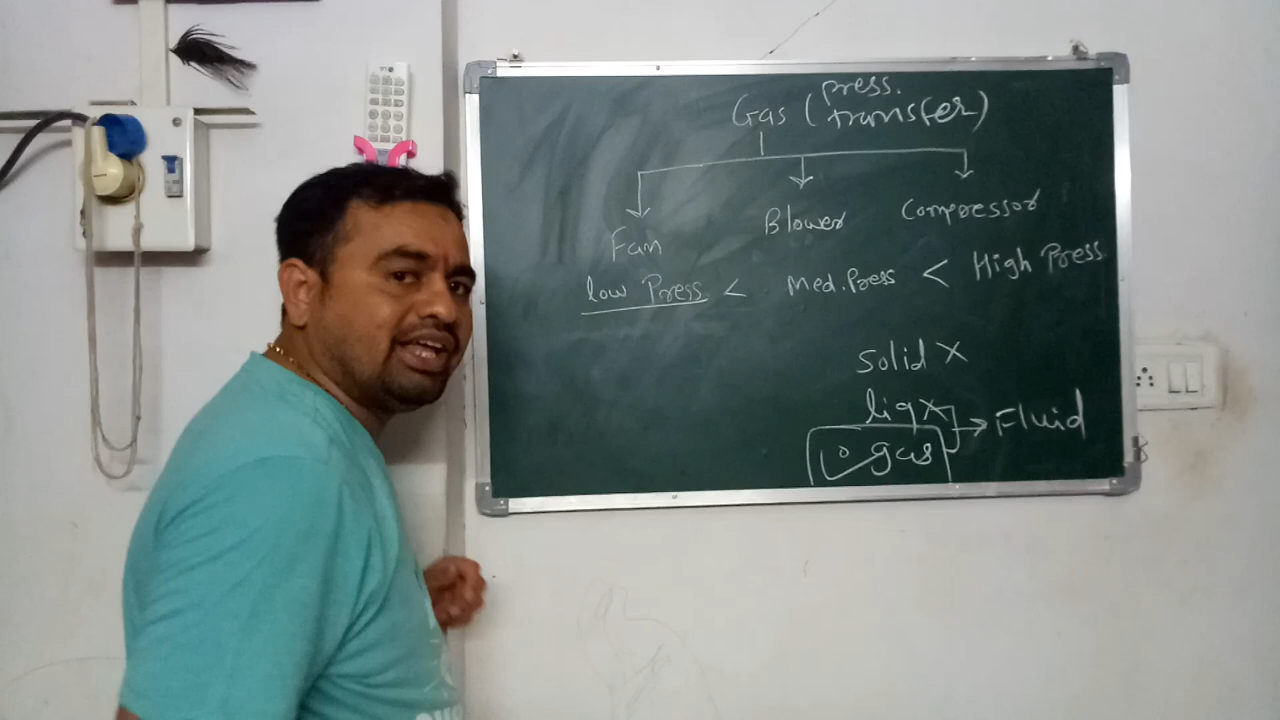 press.
Gas (transfer)
Fan Blower Compressor
low Press < Med. Press < High Press
Solid X
liq X
gas → Fluid